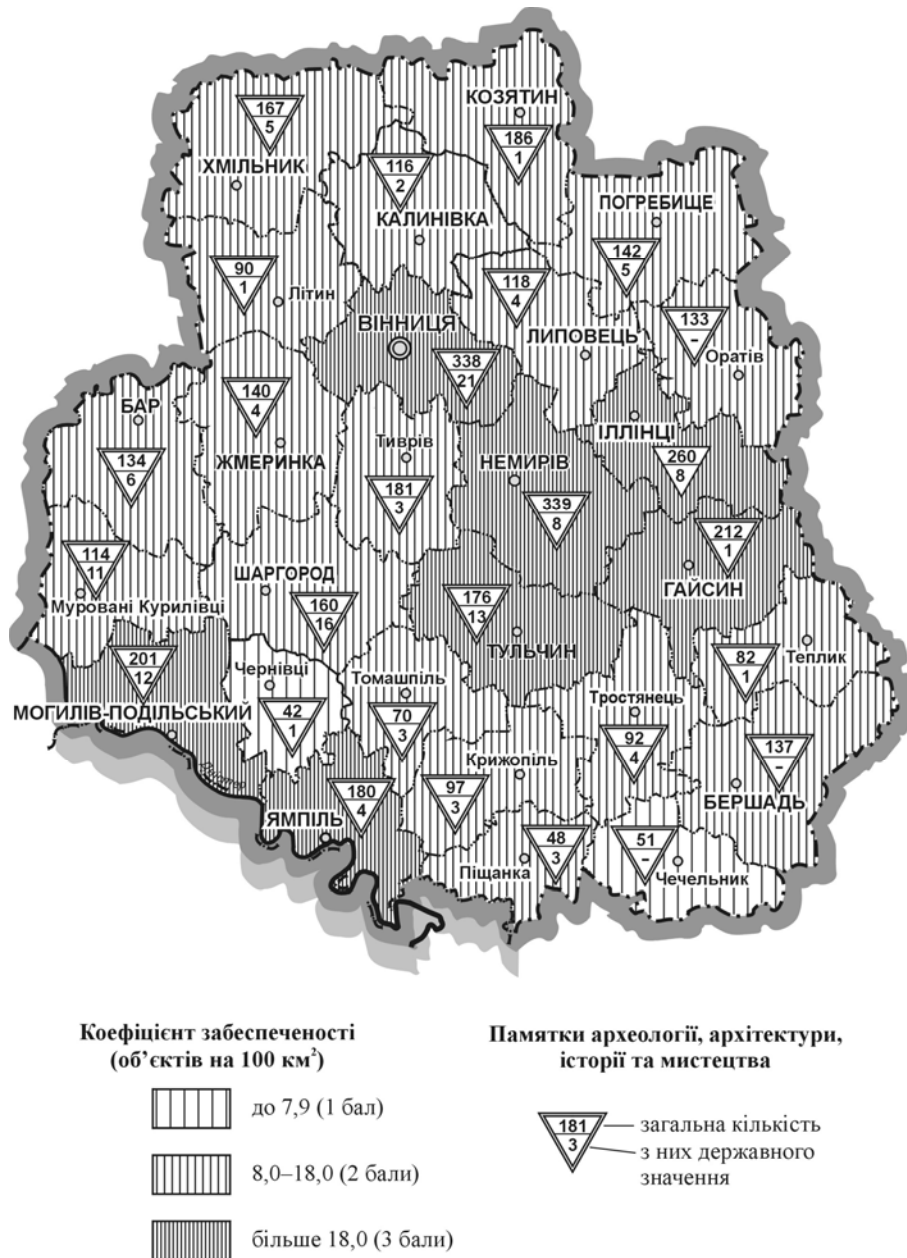 КОЗЯТИН
186
1
167
5
ХМІЛЬНИК
116
2
КАЛИНІВКА
ПОГРЕБИЩЕ
142
5
90
1
Літин
118
4
ЛИПОВЕЦЬ
133
–
Оратів
ВІННИЦЯ
338
21
БАР
134
6
140
4
ЖМЕРИНКА
Тиврів
181
3
НЕМИРІВ
339
8
ІЛЛІНЦІ
260
8
212
1
ГАЙСИН
114
11
Муровані Курилівці
ШАРГОРОД
160
16
176
13
ТУЛЬЧИН
82
1
Теплик
201
12
МОГИЛІВ-ПОДІЛЬСЬКИЙ
Чернівці
42
1
Томашпіль
70
3
Тростянець
92
4
137
–
БЕРШАДЬ
Крижопіль
97
3
180
4
ЯМПІЛЬ
48
3
Піщанка
51
–
Чечельник
Коефіцієнт забеспеченості
(об’єктів на 100 км²)
до 7,9 (1 бал)
8,0–18,0 (2 бали)
більше 18,0 (3 бали)
Памятки археології, архітектури,
історії та мистецтва
181
3
загальна кількість
з них державного
значення